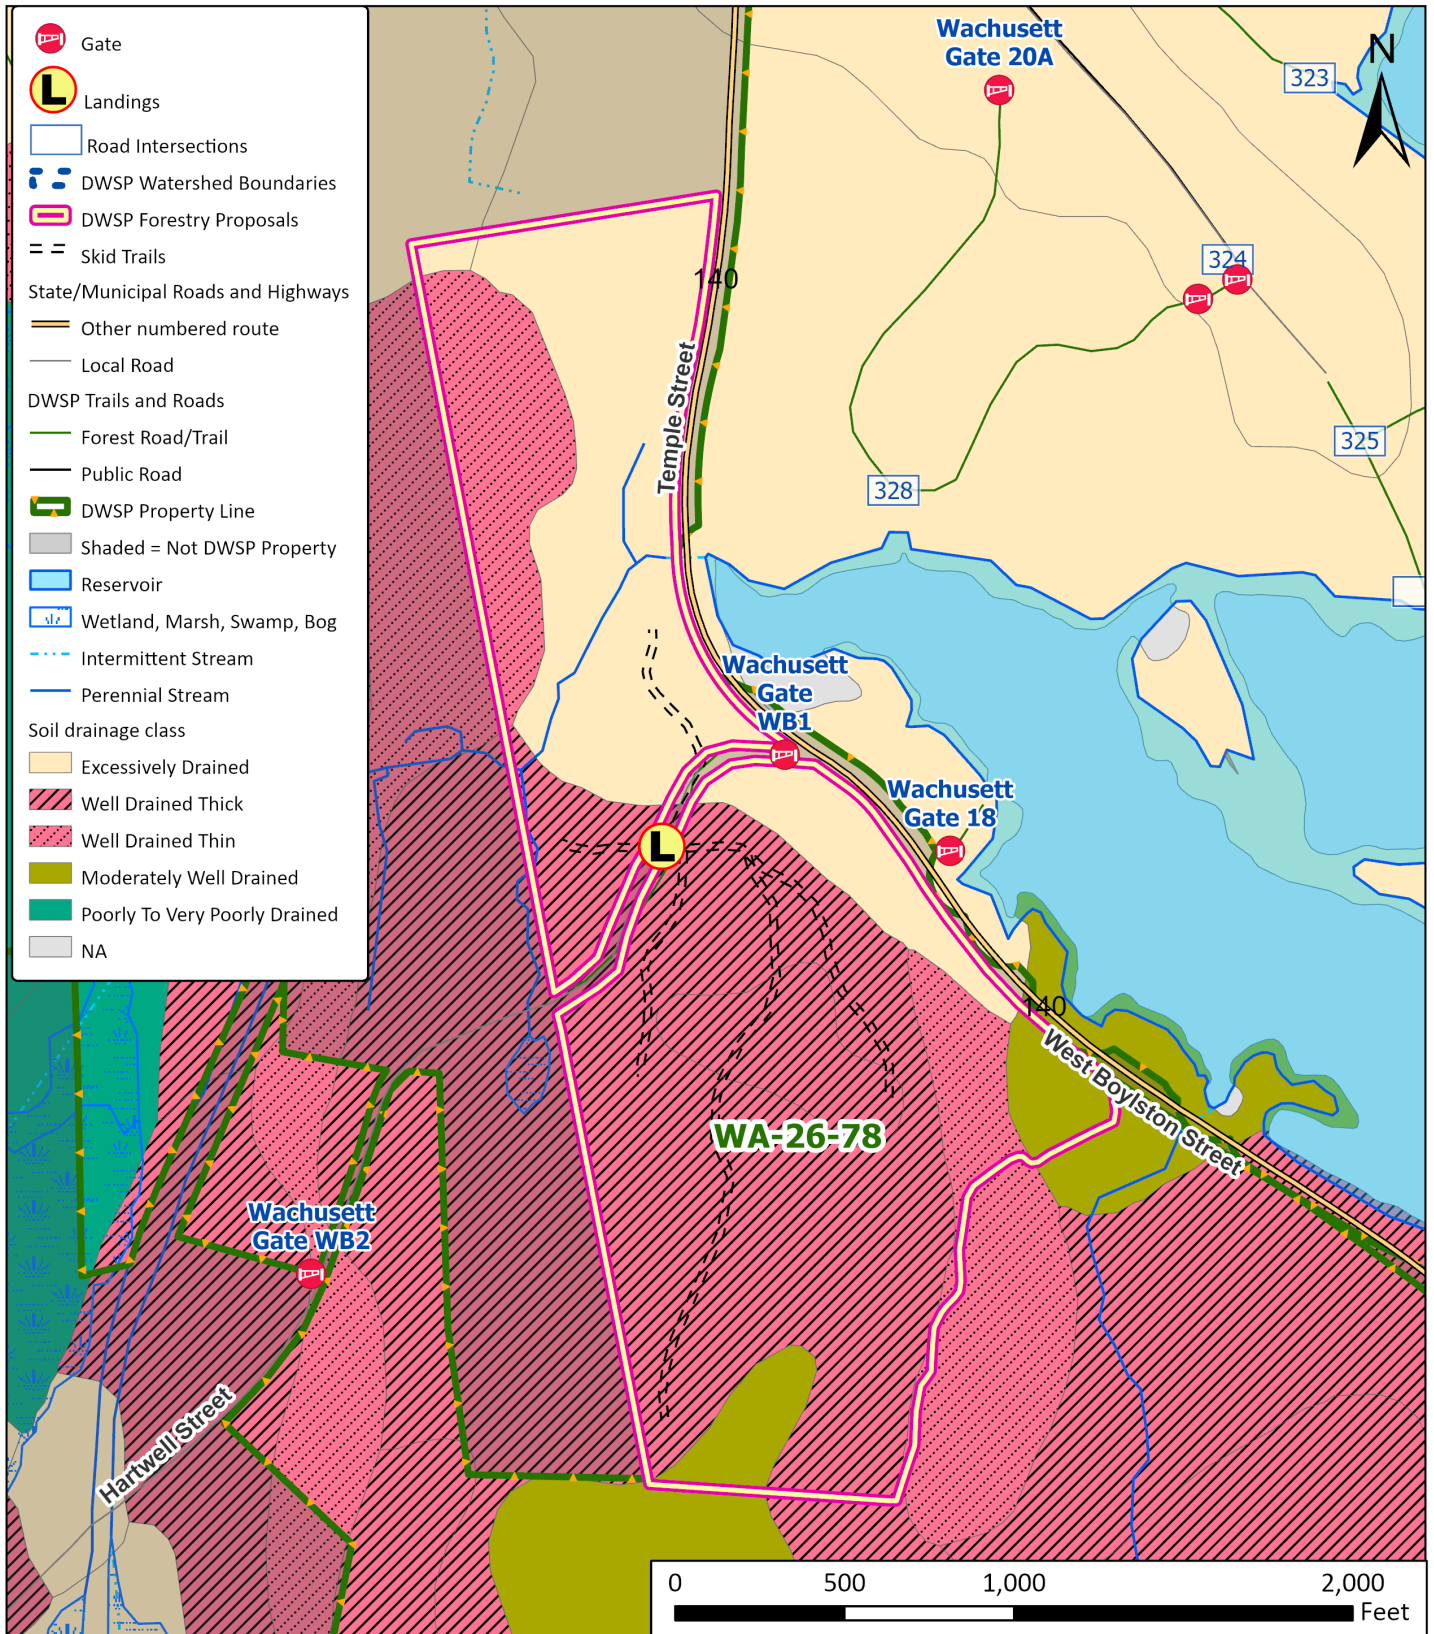 Gate
L
Landings
Road Intersections
DWSP Watershed Boundaries
DWSP Forestry Proposals
Skid Trails
State/Municipal Roads and Highways
Other numbered route
Local Road
DWSP Trails and Roads
Forest Road/Trail
Public Road
DWSP Property Line
Shaded = Not DWSP Property
Reservoir
Wetland, Marsh, Swamp, Bog
Intermittent Stream
Perennial Stream
Soil drainage class
Excessively Drained
Well Drained Thick
Well Drained Thin
Moderately Well Drained
Poorly To Very Poorly Drained
NA
Wachusett
Gate 20A
N
323
324
140
Temple Street
325
328
Wachusett
Gate
WB1
Wachusett
Gate 18
L
140
West Boylston Street
WA-26-78
Wachusett
Gate WB2
Hartwell Street
0 500 1,000 2,000
Feet